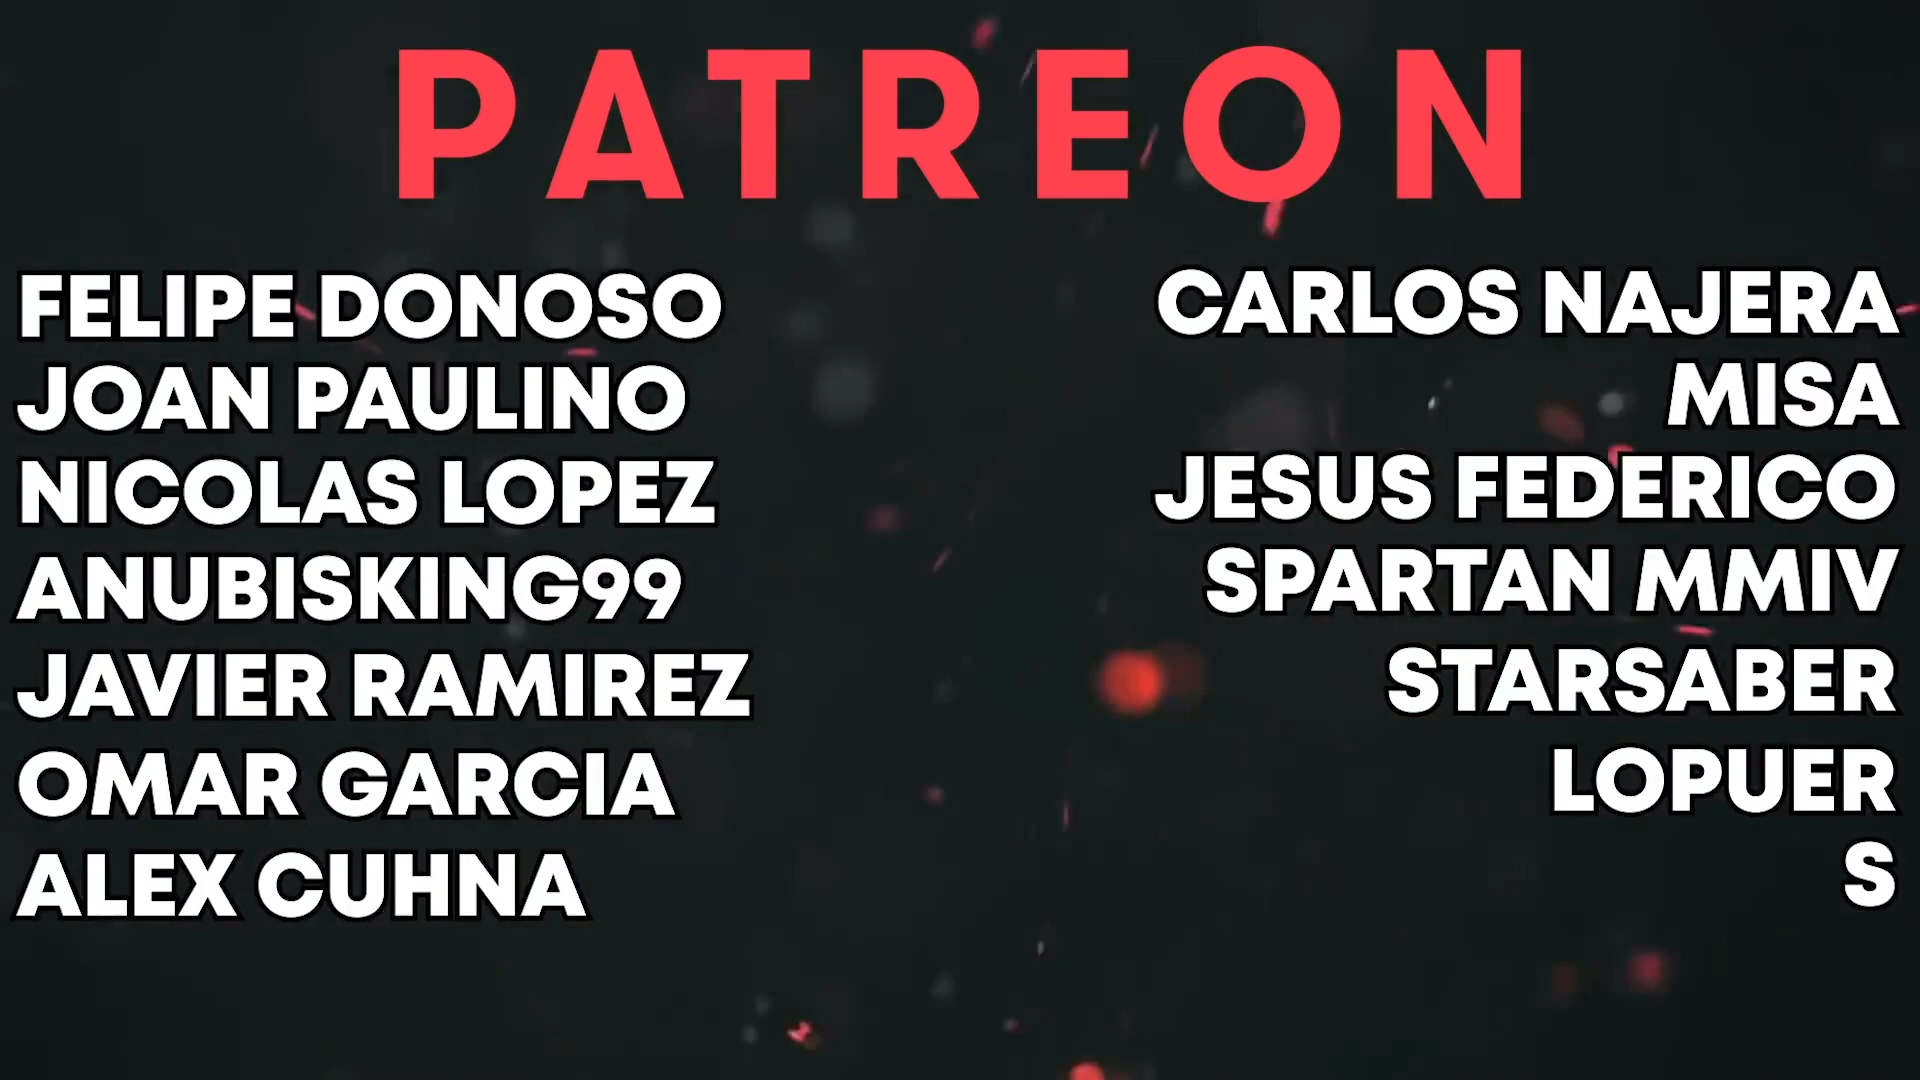 PATREON
FELIPE DONOSO
JOAN PAULINO
NICOLAS LOPEZ
ANUBISKING99
JAVIER RAMIREZ
OMAR GARCIA
ALEX CUHNA
CARLOS NAJERA
MISA
JESUS FEDERICO
SPARTAN MMIV
STARSABER
LOPUER
S